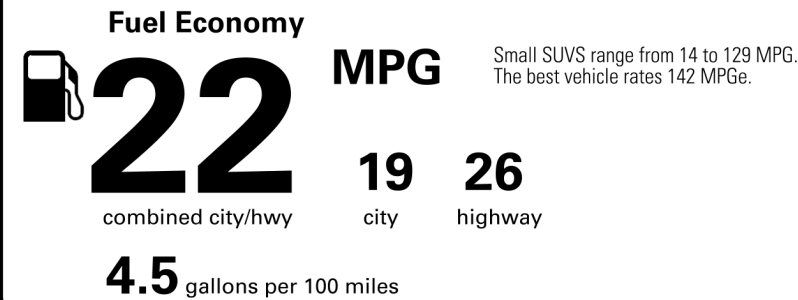 Fuel Economy
22
MPG
Small SUVS range from 14 to 129 MPG.
The best vehicle rates 142 MPGe.
19
26
combined city/hwy
city
highway
4.5 gallons per 100 miles